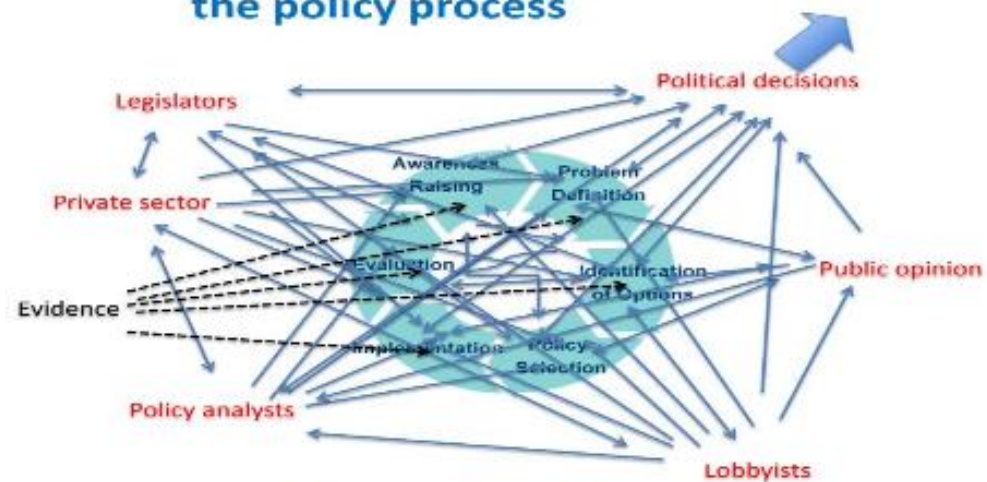 the policy process
Political decisions
Legislators
Awareness
Raising
Problem
Definition
Private sector
Evaluation
Identification
of Options
Public opinion
Evidence
Implementation
Policy
Selection
Policy analysts
Lobbyists